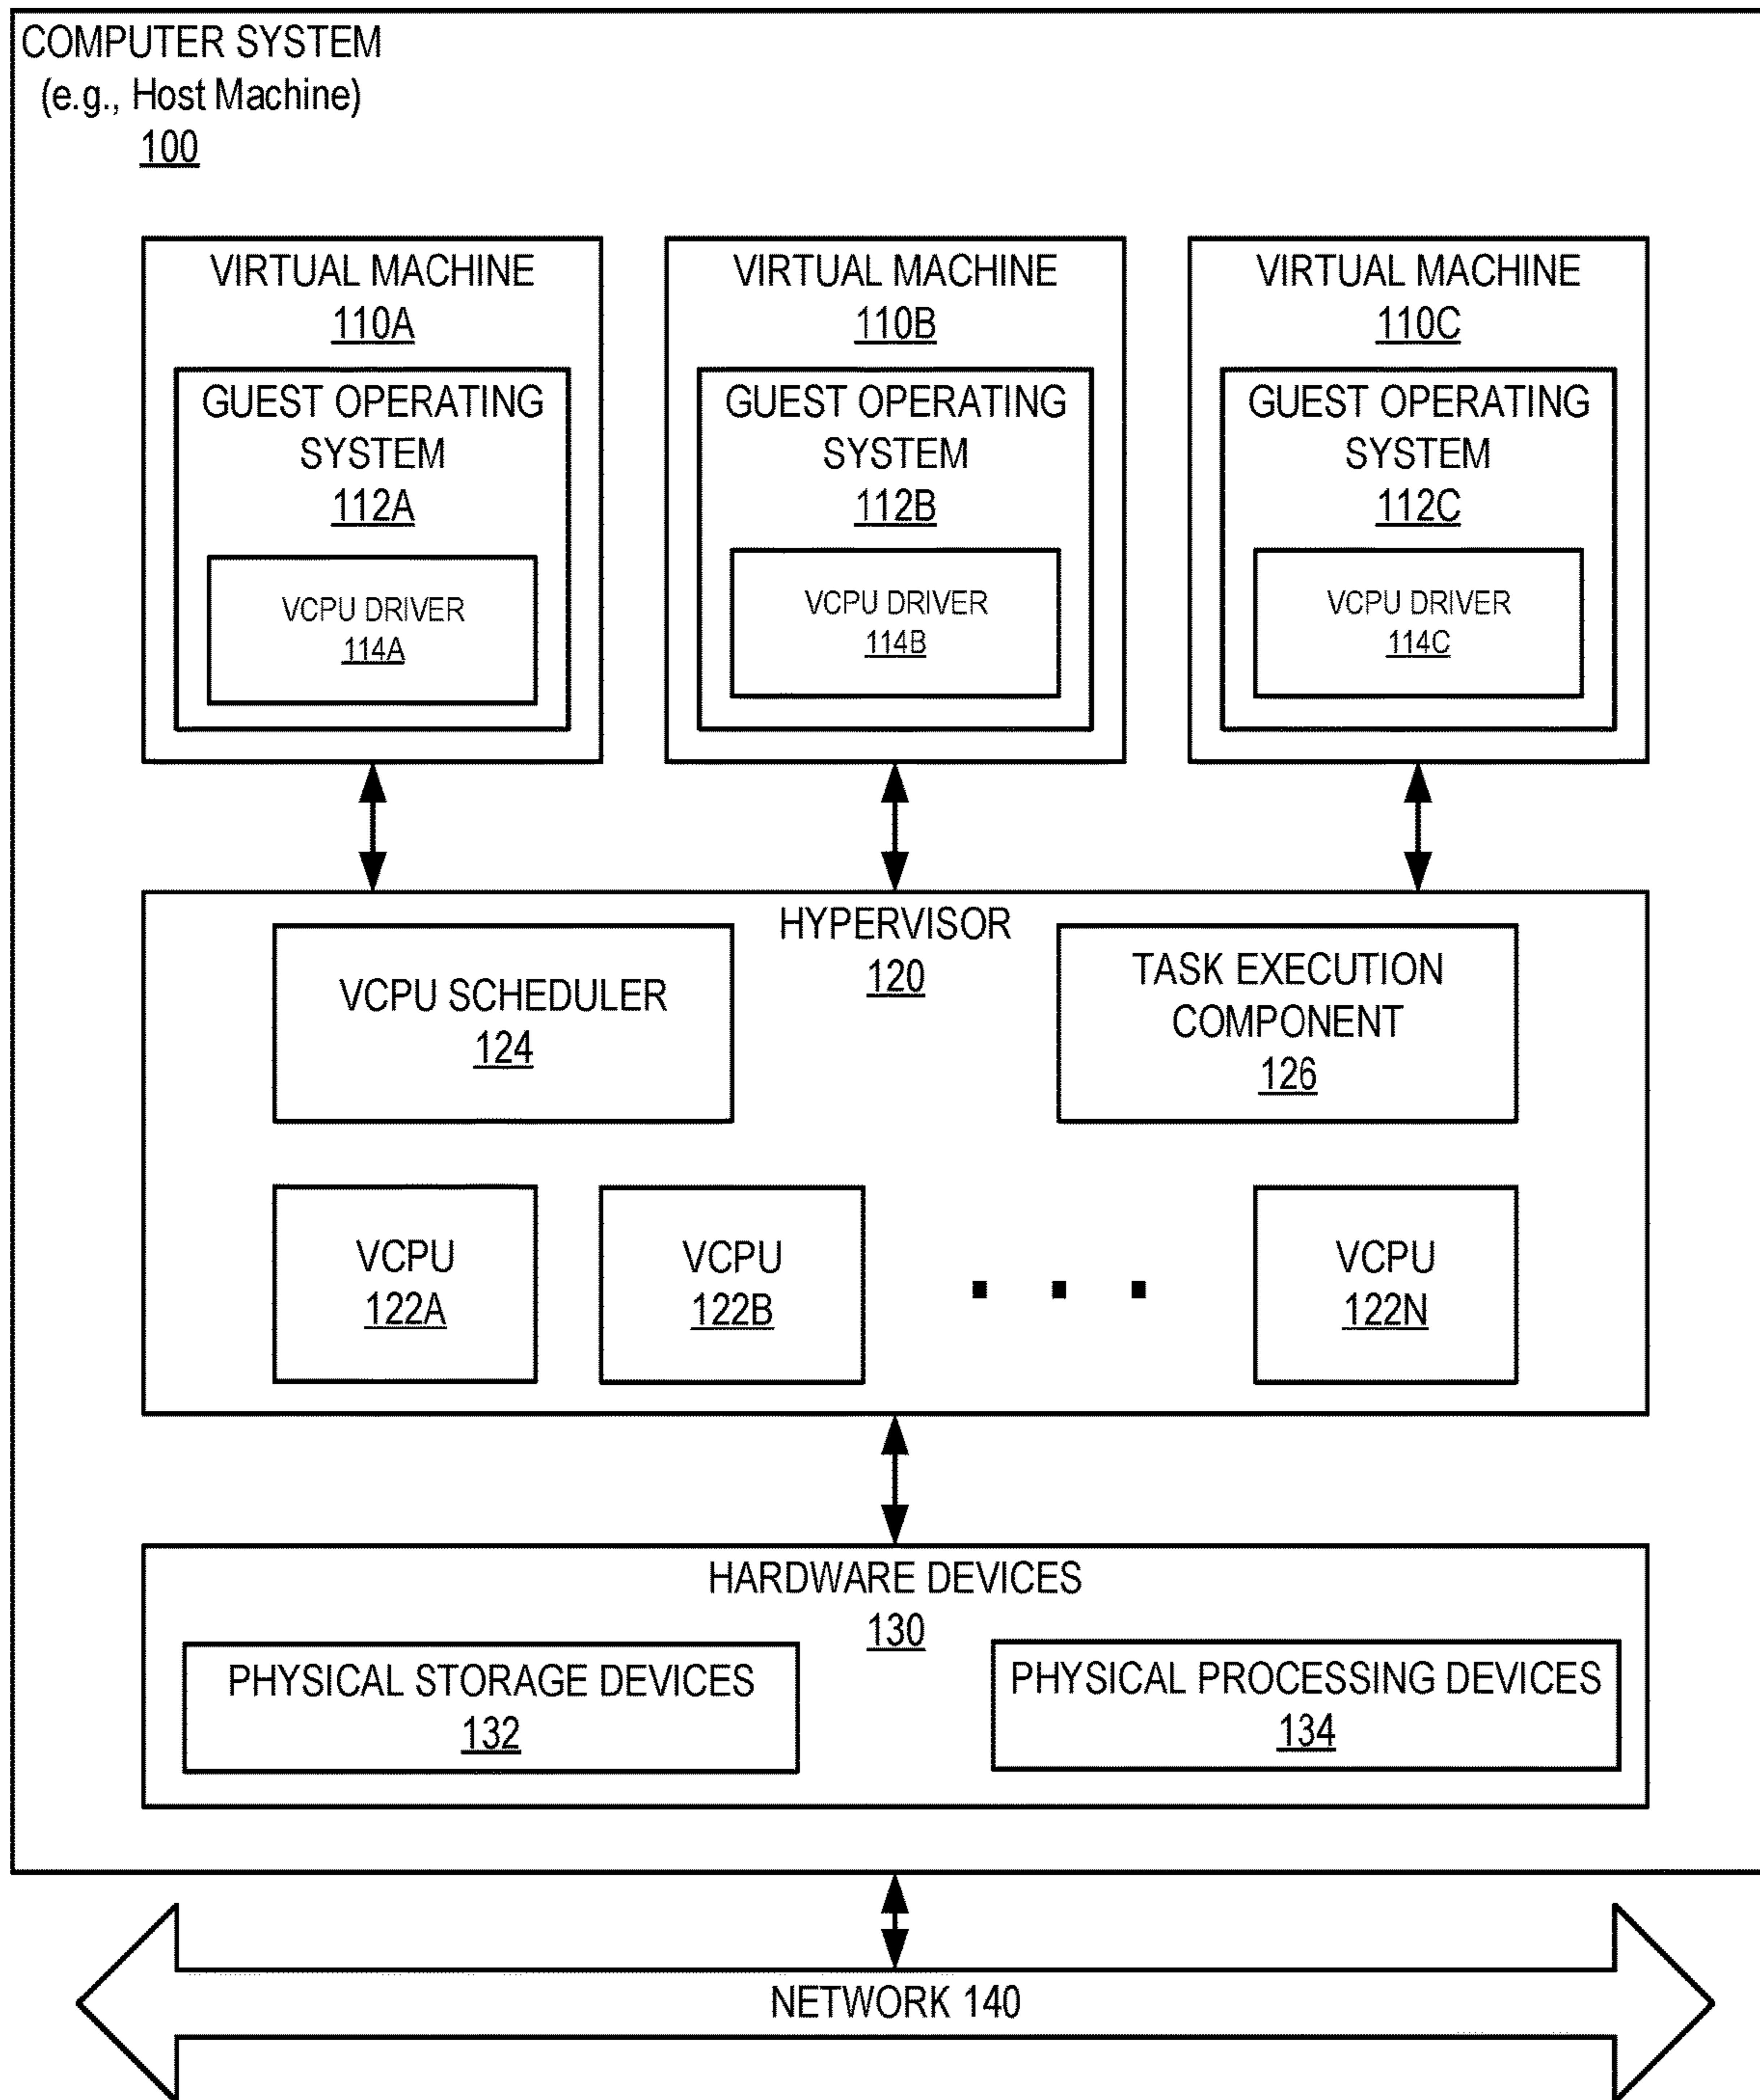 COMPUTER SYSTEM
(e.g., Host Machine)
100
VIRTUAL MACHINE
110A
GUEST OPERATING
SYSTEM
112A
VCPU DRIVER
114A
VIRTUAL MACHINE
110B
GUEST OPERATING
SYSTEM
112B
VCPU DRIVER
114B
VIRTUAL MACHINE
110C
GUEST OPERATING
SYSTEM
112C
VCPU DRIVER
114C
HYPERVISOR
120
VCPU SCHEDULER
124
TASK EXECUTION
COMPONENT
126
VCPU
122A
VCPU
122B
. . .
VCPU
122N
HARDWARE DEVICES
130
PHYSICAL STORAGE DEVICES
132
PHYSICAL PROCESSING DEVICES
134
NETWORK 140